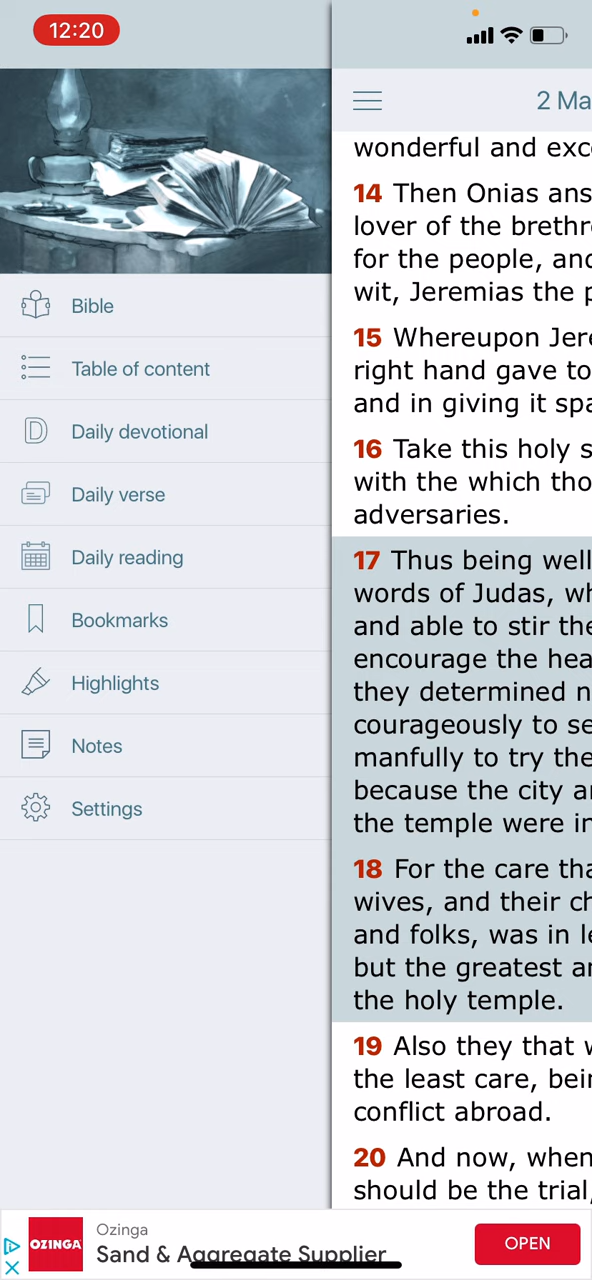 12:20
Bible
Table of content
Daily devotional
Daily verse
Daily reading
Bookmarks
Highlights
Notes
Settings
2 Ma
wonderful and exc
14 Then Onias ans
lover of the brethr
for the people, and
wit, Jeremias the p
15 Whereupon Jere
right hand gave to
and in giving it spa
16 Take this holy s
with the which tho
adversaries.
17 Thus being well
words of Judas, wh
and able to stir the
encourage the hea
they determined n
courageously to se
manfully to try the
because the city a
the temple were in
18 For the care tha
wives, and their ch
and folks, was in le
but the greatest a
the holy temple.
19 Also they that w
the least care, bein
conflict abroad.
20 And now, when
should be the trial,
OZINGA
Ozinga
Sand & Aggregate Supplier
OPEN